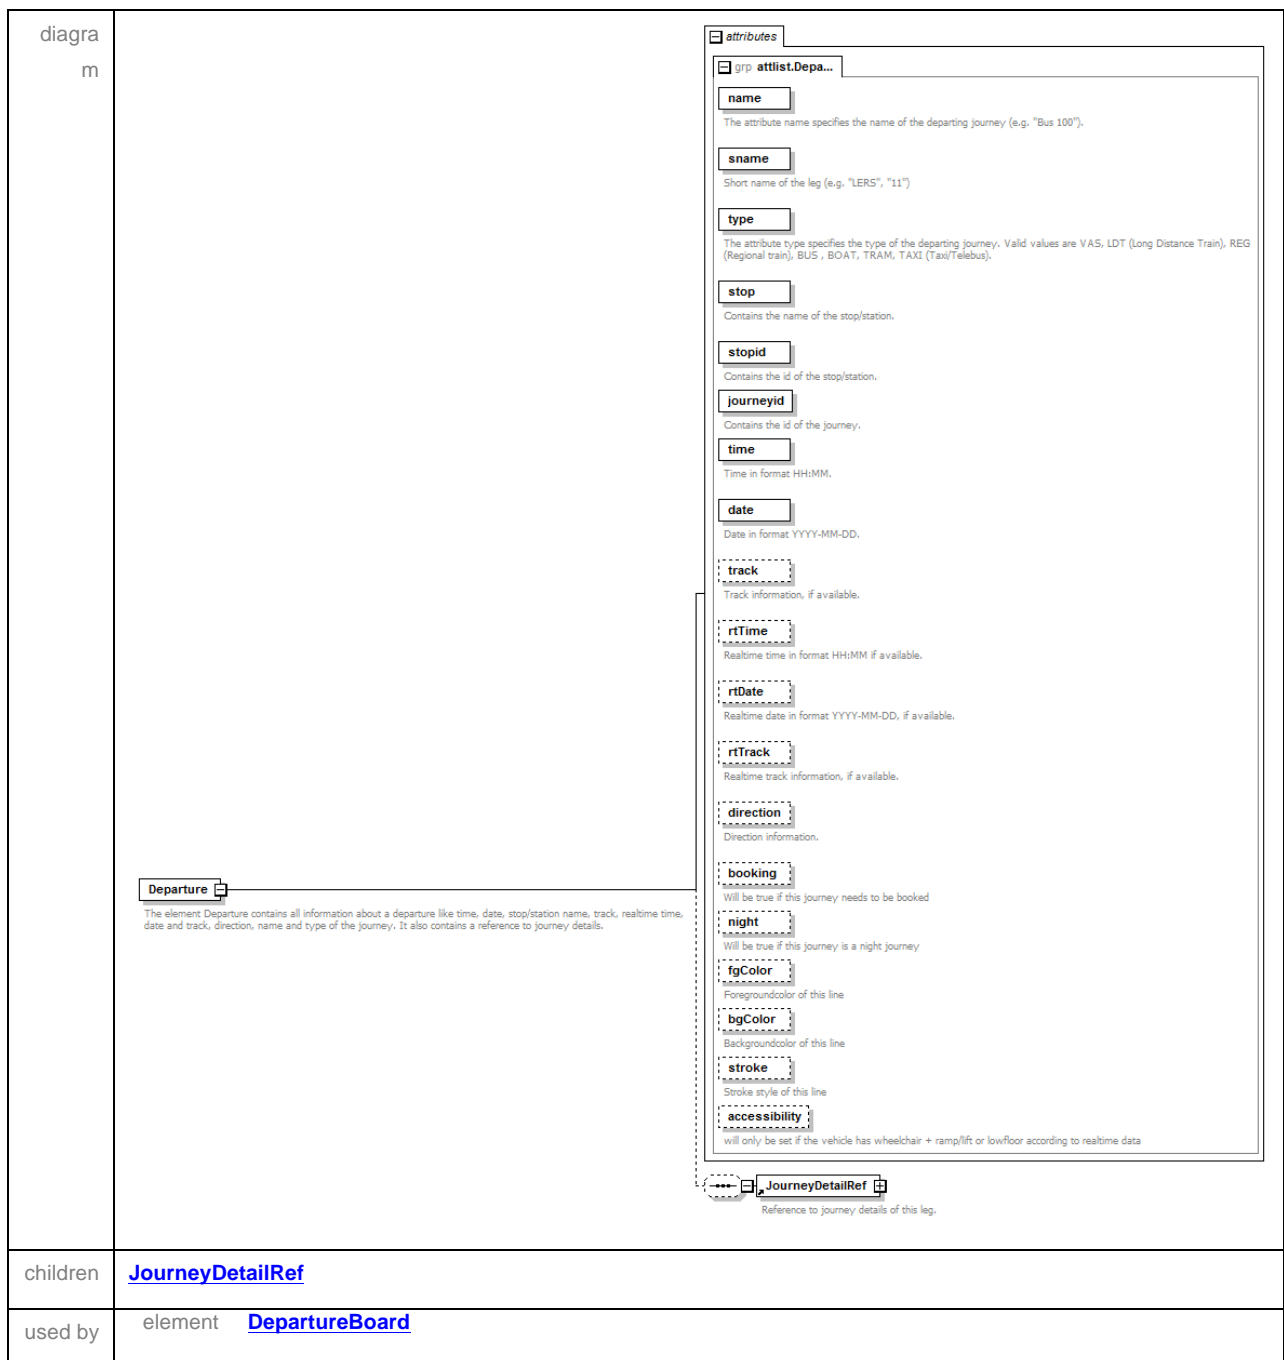 diagra
m
attributes
grp attlist.Depa...
name
The attribute name specifies the name of the departing journey (e.g. "Bus 100").
sname
Short name of the leg (e.g. "LERS", "11")
type
The attribute type specifies the type of the departing journey. Valid values are VAS, LDT (Long Distance Train), REG
(Regional train), BUS , BOAT, TRAM, TAXI (Taxi/Telebus).
stop
Contains the name of the stop/station.
stopid
Contains the id of the stop/station.
journeyid
Contains the id of the journey.
time
Time in format HH:MM.
date
Date in format YYYY-MM-DD.
track
Track information, if available.
rtTime
Realtime time in format HH:MM if available.
rtDate
Realtime date in format YYYY-MM-DD, if available.
rtTrack
Realtime track information, if available.
direction
Direction information.
booking
Will be true if this journey needs to be booked
night
Will be true if this journey is a night journey
fgColor
Foregroundcolor of this line
bgColor
Backgroundcolor of this line
stroke
Stroke style of this line
accessibility
will only be set if the vehicle has wheelchair + ramp/lift or lowfloor according to realtime data
Departure
The element Departure contains all information about a departure like time, date, stop/station name, track, realtime time,
date and track, direction, name and type of the journey. It also contains a reference to journey details.
JourneyDetailRef
Reference to journey details of this leg.
children JourneyDetailRef
used by element DepartureBoard